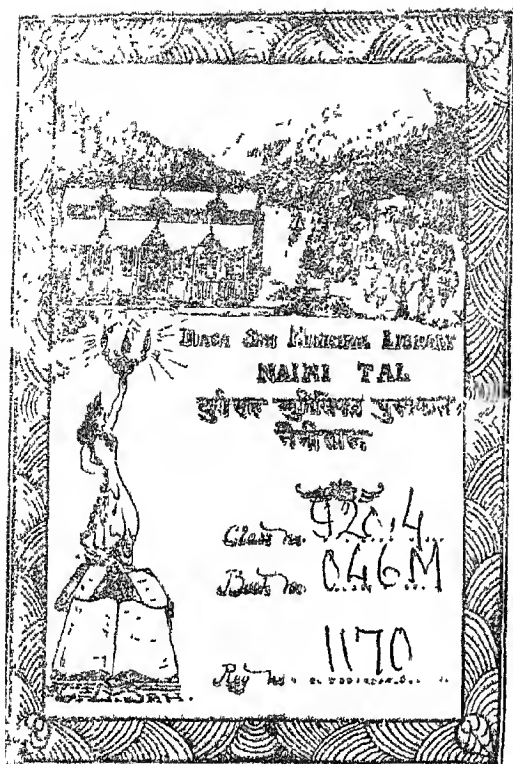 DURGA SAH MUNICIPAL LIBRARY
NAINI TAL
दुर्गासाह म्युनिसिपल पुस्तकालय
नैनीताल
Class no. 920.4
Book no. O46M
Reg no. 1170